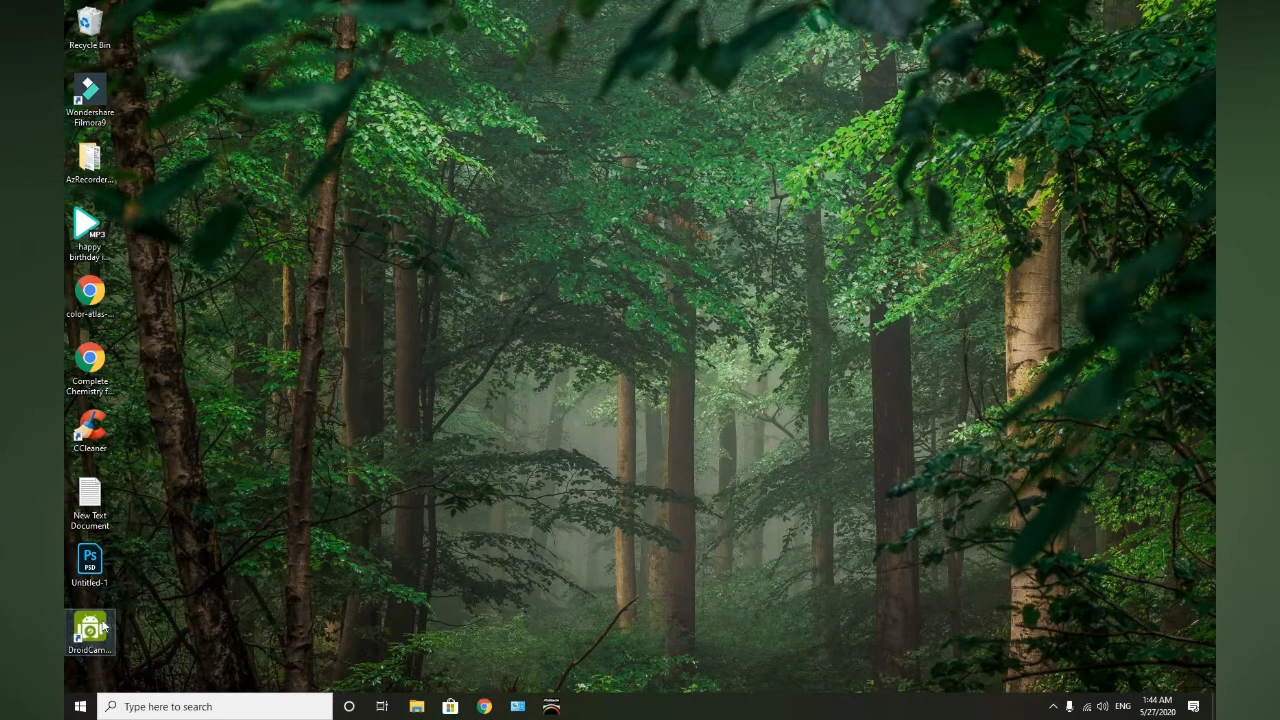 Recycle Bin
Wondershare
Filmora9
AzRecorder...
MP3
happy
birthday i...
color-atlas-...
Complete
Chemistry f...
CCleaner
New Text
Document
Ps
PSD
Untitled-1
DroidCam...
Type here to search
ENG
1:44 AM
5/27/2020